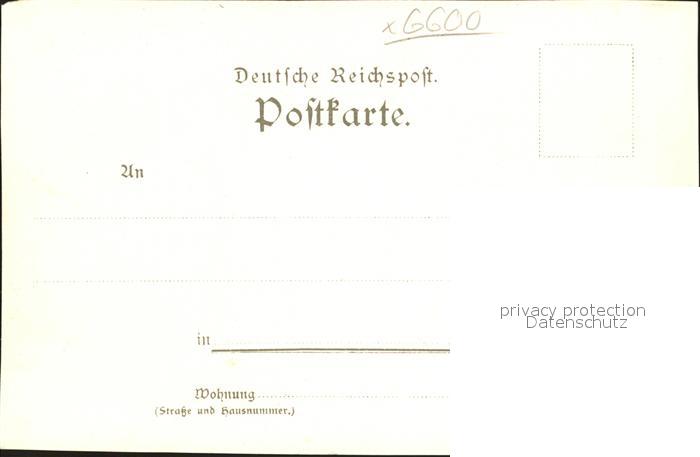 x6600
Deutsche Reichspost.
Postkarte.
An
in
Wohnung
(Straße und Hausnummer.)
privacy protection
Datenschutz